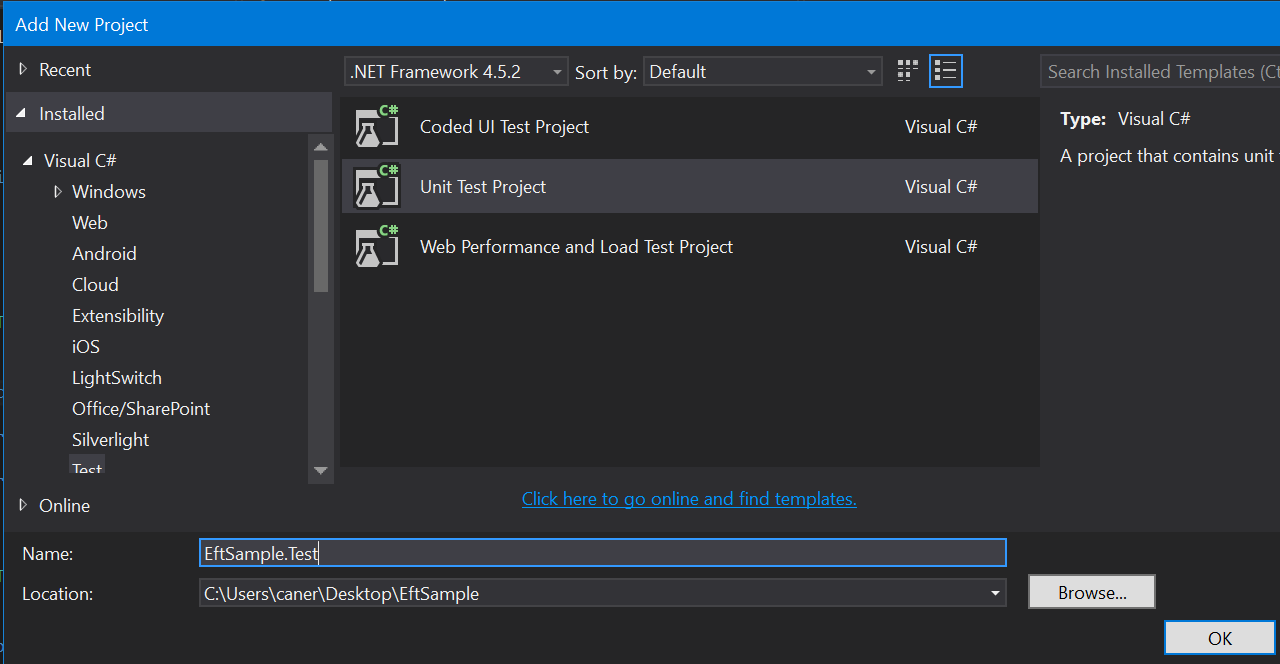 Add New Project
Recent
Installed
Visual C#
Windows
Web
Android
Cloud
Extensibility
iOS
LightSwitch
Office/SharePoint
Silverlight
Test
Online
.NET Framework 4.5.2
Sort by:
Default
C#
Coded UI Test Project
Visual C#
C#
Unit Test Project
Visual C#
C#
Web Performance and Load Test Project
Visual C#
Click here to go online and find templates.
Search Installed Templates (Ct
Type: Visual C#
A project that contains unit
Name:
EftSample.Test
Location:
C:\Users\caner\Desktop\EftSample
Browse...
OK